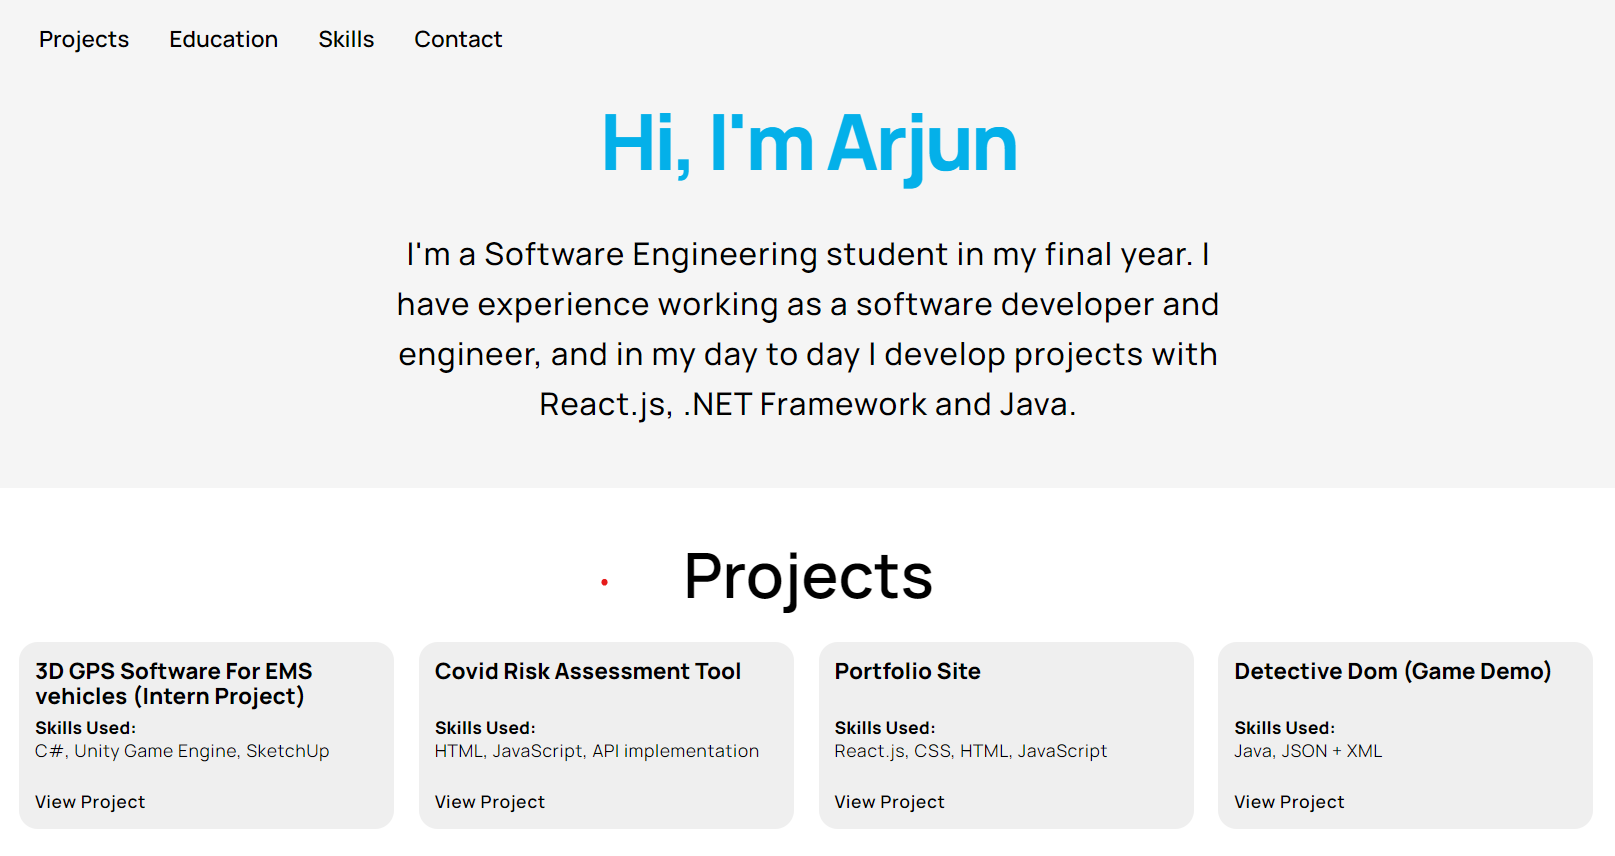 Projects Education Skills Contact
Hi, I'm Arjun
I'm a Software Engineering student in my final year. I
have experience working as a software developer and
engineer, and in my day to day I develop projects with
React.js, .NET Framework and Java.
Projects
3D GPS Software For EMS
vehicles (Intern Project)
Skills Used:
C#, Unity Game Engine, SketchUp
View Project
Covid Risk Assessment Tool
Skills Used:
HTML, JavaScript, API implementation
View Project
Portfolio Site
Skills Used:
React.js, CSS, HTML, JavaScript
View Project
Detective Dom (Game Demo)
Skills Used:
Java, JSON + XML
View Project